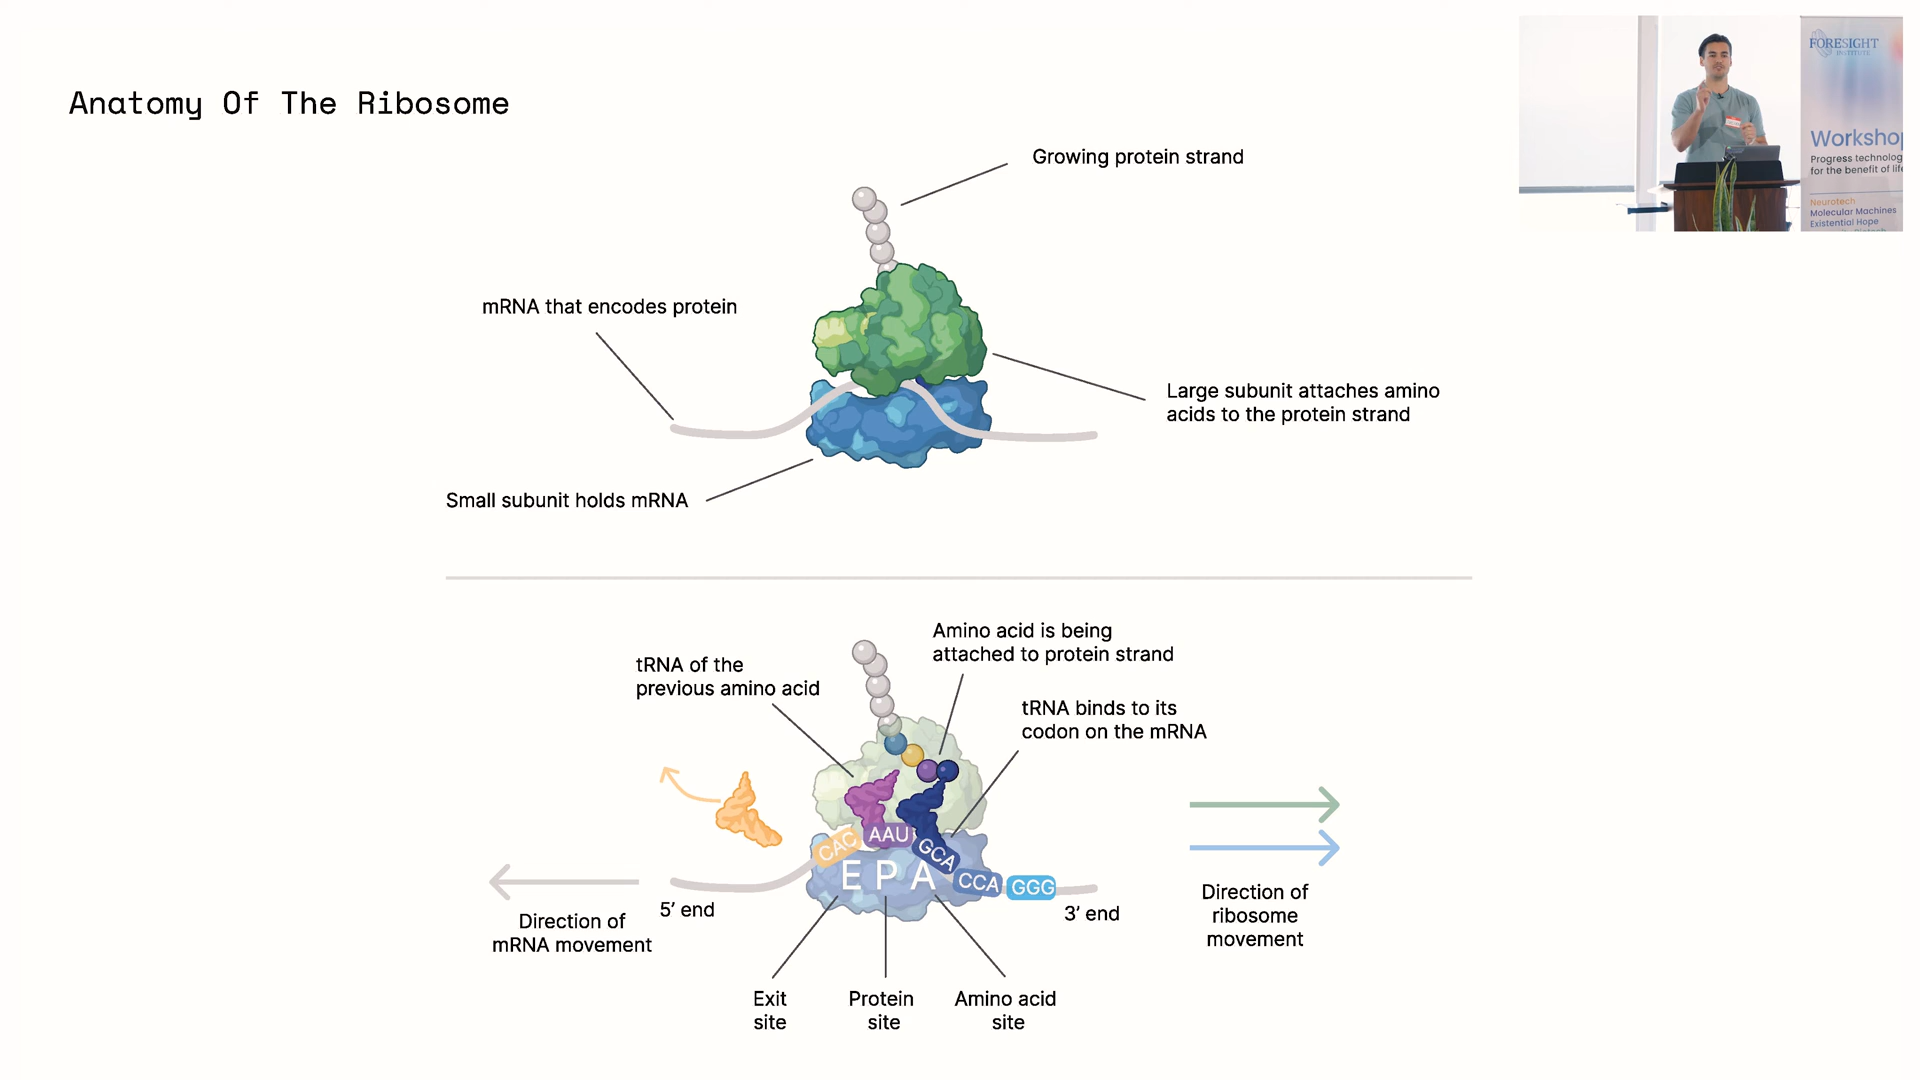 Anatomy Of The Ribosome
FORESIGHT
INSTITUTE
Progress
for the benefit of
Neurotech
Molecular Machines
Existential Hope
Growing protein strand
mRNA that encodes protein
Large subunit attaches amino
acids to the protein strand
Small subunit holds mRNA
Amino acid is being
attached to protein strand
tRNA of the
previous amino acid
tRNA binds to its
codon on the mRNA
CAC
AAU
GCA
CCA
GGG
E P A
5’ end
3’ end
Direction of
mRNA movement
Direction of
ribosome
movement
Exit
site
Protein
site
Amino acid
site